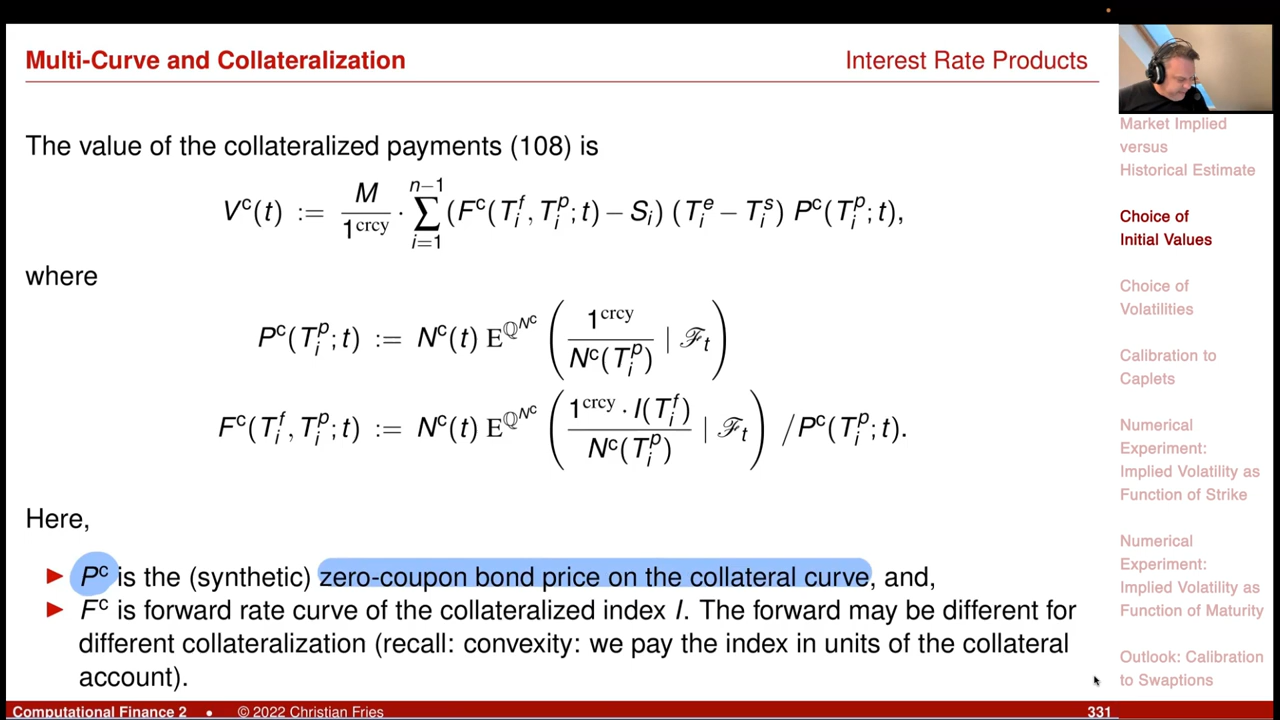 Multi-Curve and Collateralization
Interest Rate Products
The value of the collateralized payments (108) is
V^c(t) := M / 1^crcy · ∑_{i=1}^{n−1} (F^c(T_i^f, T_i^p; t) − S_i) (T_i^e − T_i^s) P^c(T_i^p; t),
where
P^c(T_i^p; t) := N^c(t) E^{ℚ^{N^c}} ( 1^crcy / N^c(T_i^p) | ℱ_t )
F^c(T_i^f, T_i^p; t) := N^c(t) E^{ℚ^{N^c}} ( 1^crcy · I(T_i^f) / N^c(T_i^p) | ℱ_t ) / P^c(T_i^p; t).
Here,
► P^c is the (synthetic) zero-coupon bond price on the collateral curve, and,
► F^c is forward rate curve of the collateralized index I. The forward may be different for
different collateralization (recall: convexity: we pay the index in units of the collateral
account).
Market Implied
versus
Historical Estimate
Choice of
Initial Values
Choice of
Volatilities
Calibration to
Caplets
Numerical
Experiment:
Implied Volatility as
Function of Strike
Numerical
Experiment:
Implied Volatility as
Function of Maturity
Outlook: Calibration
to Swaptions
Computational Finance 2 • © 2022 Christian Fries
331